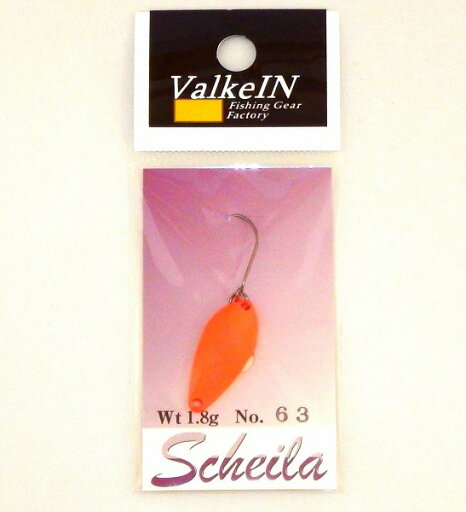 ValkeIN
Fishing Gear
Factory
Wt 1.8g No. 63
Scheila